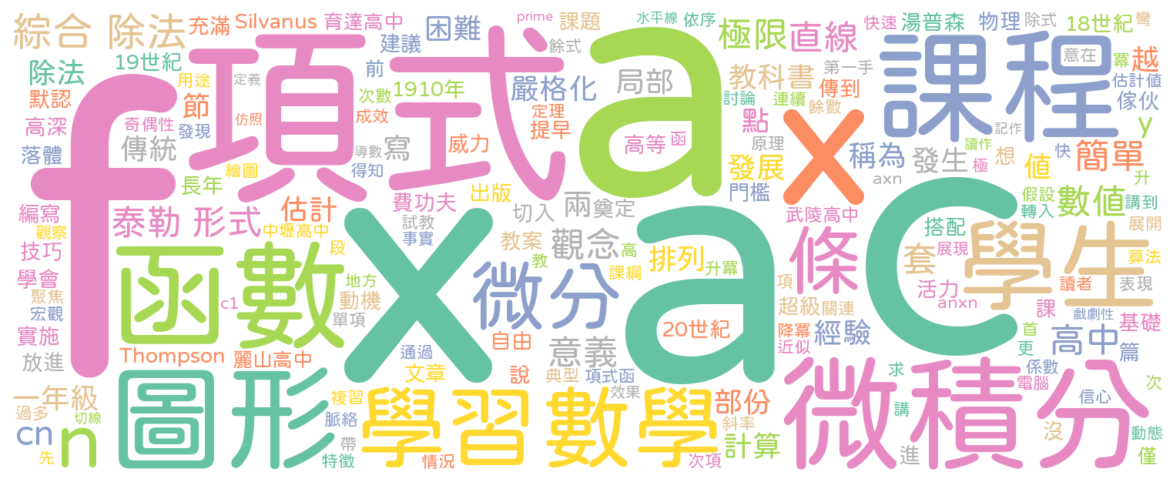 綜合 除法
充滿
Silvanus
育達高中
prime
課題
水平線
依序
快速
湯普森
物理
除式
18世紀
彎
困難
建議
餘式
極限
直線
19世紀
前
項式
a
課程
意在
第一手
越
f
除法
用途
定義
次數
1910年
嚴格化
局部
教科書
傳到
冪
估計值
默認
節
討論
連續
傢伙
奇偶性
成效
定理
提早
點
x
餘數
y
高深
發現
仿照
威力
高等
函
原理
記作
落體
傳統
導數
寫
發展
稱為
發生
讀作
極
想
值
快
簡單
繪圖
得知
門檻
axn
升
長年
出版
費功夫
切入
兩
奠定
假設
數值
講到
編寫
泰勒 形式
估計
武陵高中
搭配
轉入
觀察
中壢高中
試教
教案
觀念
高
a
條
c
學生
展開
技巧
函數
x
段
事實
教
課綱
排列
升冪
套
展現
算法
學會
地方
微分
項
活力
讀者
表現
聚焦
c1
動機
超級
關連
anxn
宏觀
單項
20世紀
降冪
經驗
課
戲劇性
實施
自由
意義
近似
首
基礎
放進
Thompson
麗山高中
通過
說
更
高中
篇
圖形
文章
典型
項式函
微積分
求
係數
次
一年級
複習
學習
數學
效果
部份
電腦
信心
過多
切線
脈絡
斜率
講
沒
動態
cn
n
先
帶
特徵
情況
次項
計算
進
僅